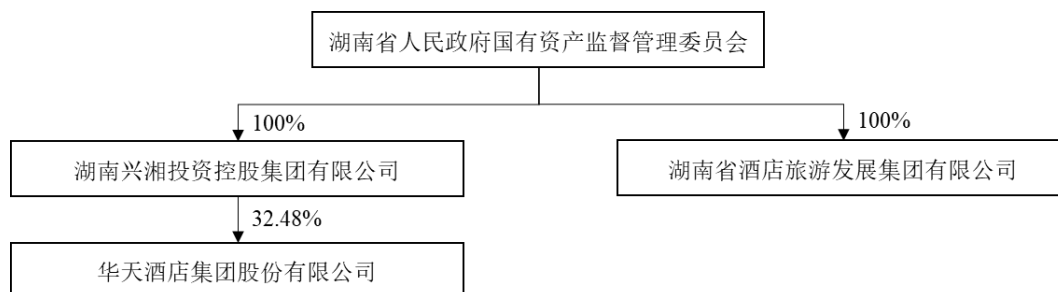 湖南省人民政府国有资产监督管理委员会
100%
100%
湖南兴湘投资控股集团有限公司
湖南省酒店旅游发展集团有限公司
32.48%
华天酒店集团股份有限公司